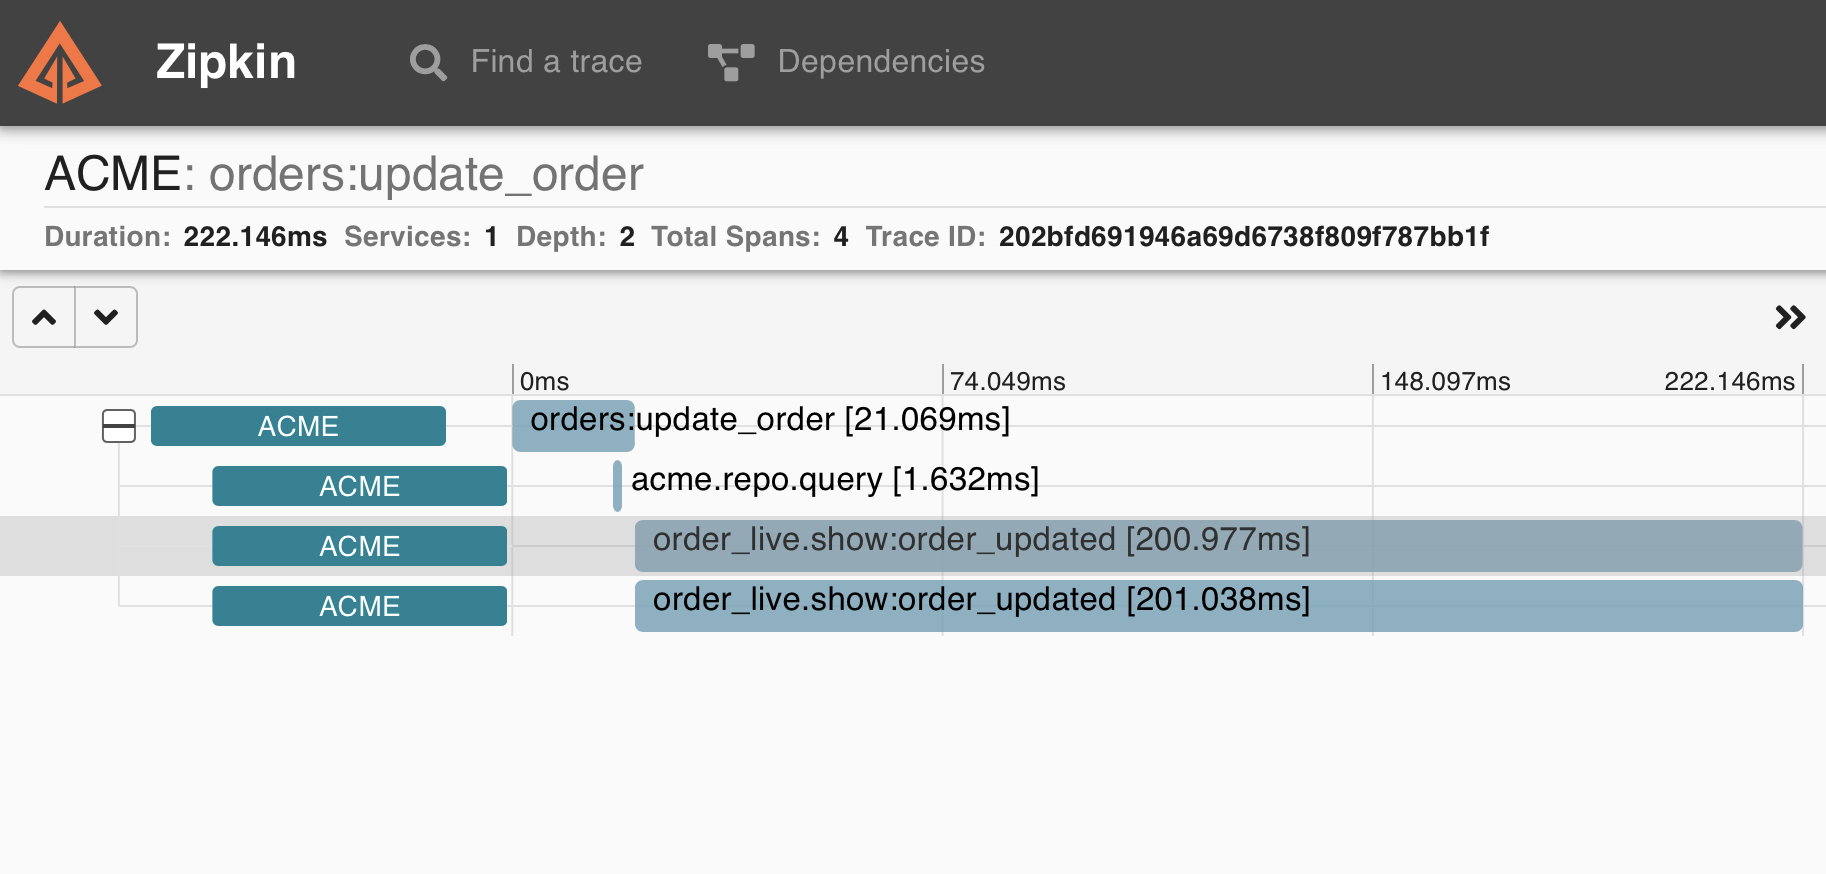 Zipkin Find a trace Dependencies
ACME: orders:update_order
Duration: 222.146ms Services: 1 Depth: 2 Total Spans: 4 Trace ID: 202bfd691946a69d6738f809f787bb1f
0ms 74.049ms 148.097ms 222.146ms
ACME orders:update_order [21.069ms]
ACME acme.repo.query [1.632ms]
ACME order_live.show:order_updated [200.977ms]
ACME order_live.show:order_updated [201.038ms]